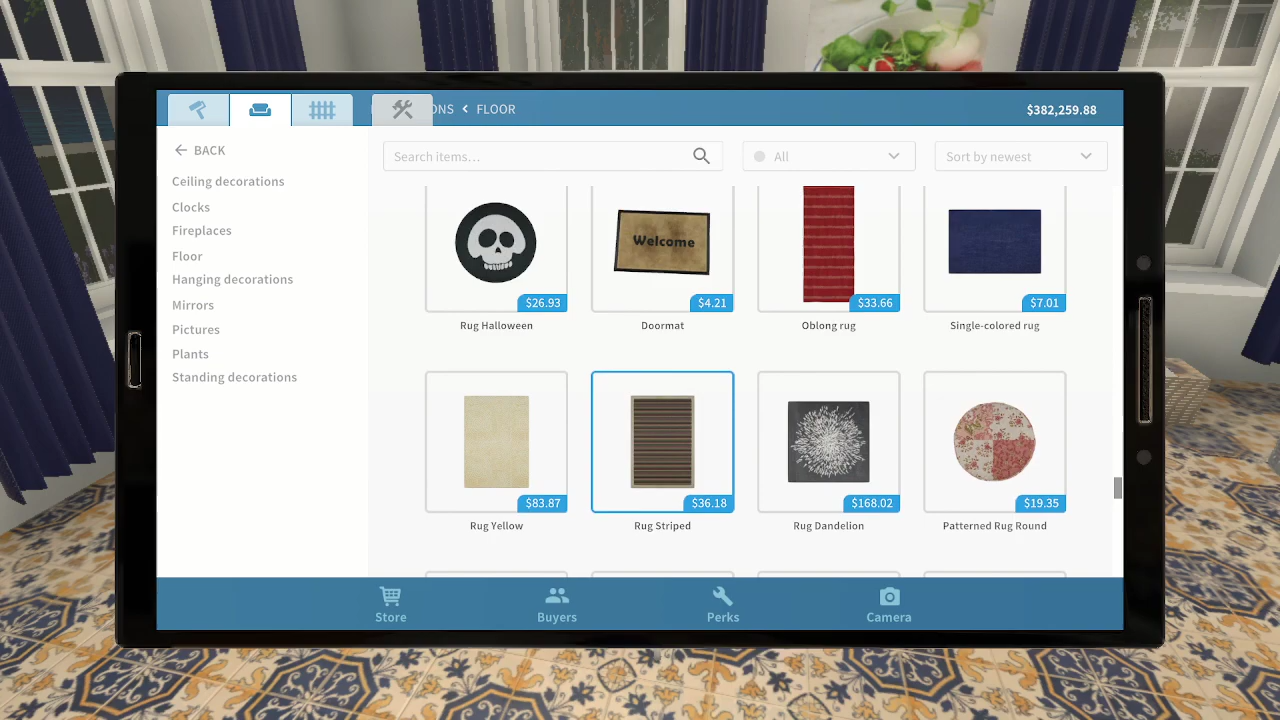 ONS < FLOOR
$382,259.88
BACK
Search items...
All
Sort by newest
Ceiling decorations
Clocks
Fireplaces
Floor
Hanging decorations
Mirrors
Pictures
Plants
Standing decorations
Welcome
$26.93
$4.21
$33.66
$7.01
Rug Halloween
Doormat
Oblong rug
Single-colored rug
$83.87
$36.18
$168.02
$19.35
Rug Yellow
Rug Striped
Rug Dandelion
Patterned Rug Round
Store
Buyers
Perks
Camera